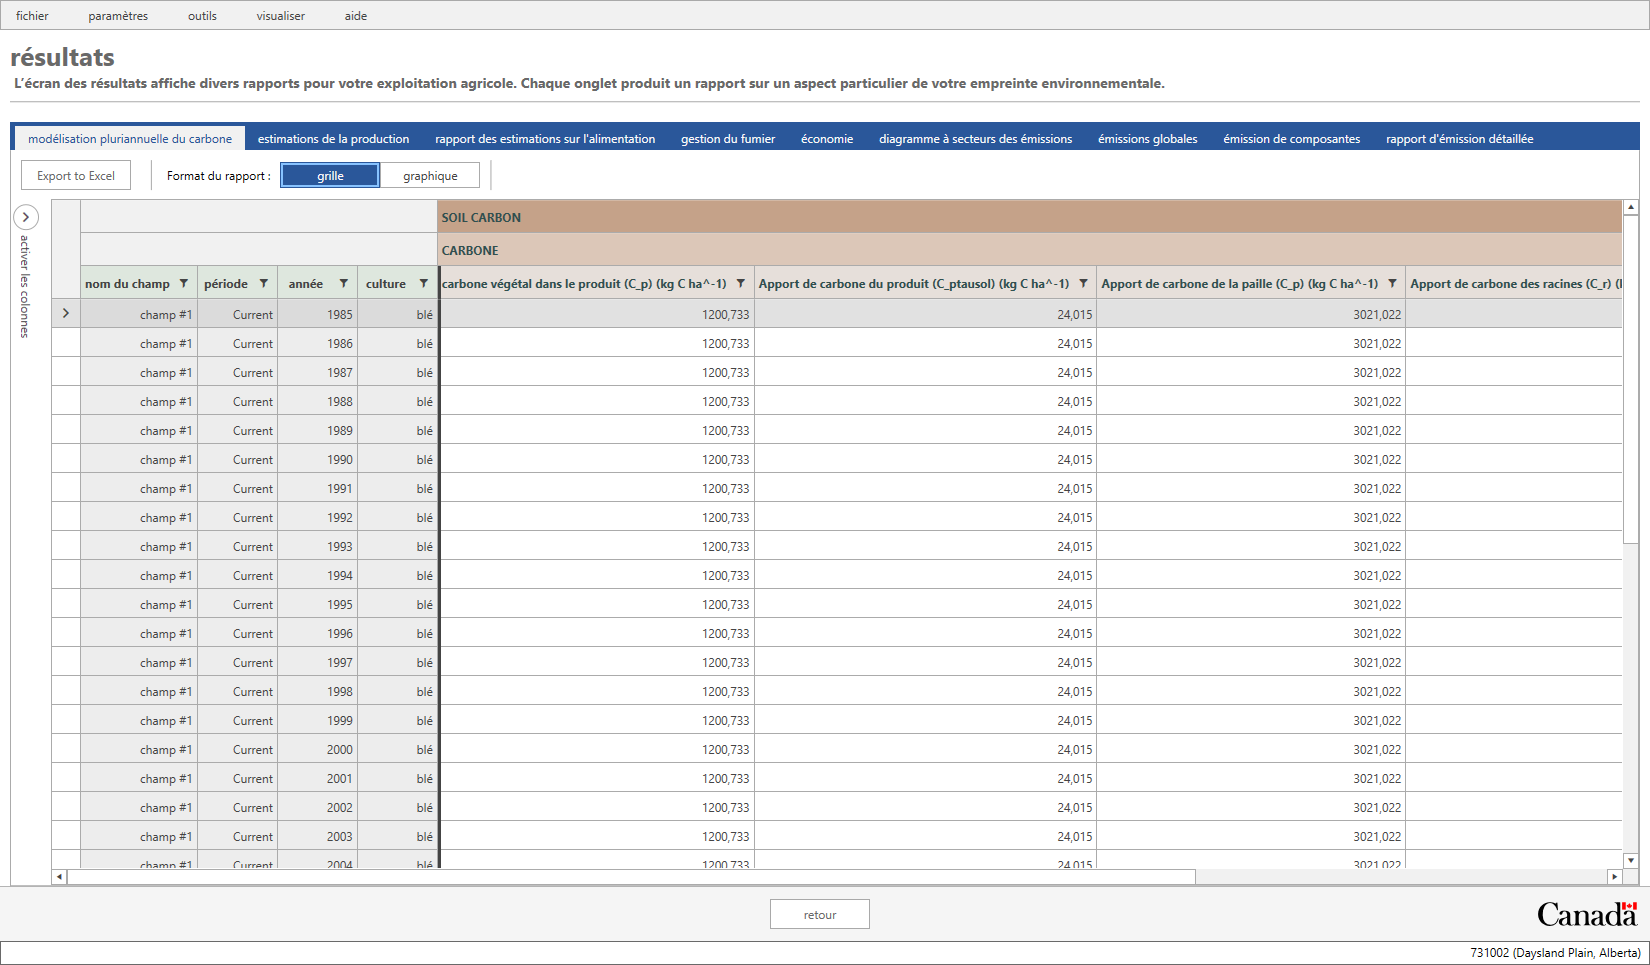 fichier paramètres outils visualiser aide
résultats
L'écran des résultats affiche divers rapports pour votre exploitation agricole. Chaque onglet produit un rapport sur un aspect particulier de votre empreinte environnementale.
modélisation pluriannuelle du carbone estimations de la production rapport des estimations sur l'alimentation gestion du fumier économie diagramme à secteurs des émissions émissions globales émission de composantes rapport d'émission détaillée
Export to Excel Format du rapport : grille graphique
activer les colonnes
SOIL CARBON
CARBONE
nom du champ période année culture carbone végétal dans le produit (C_p) (kg C ha^-1) Apport de carbone du produit (C_ptausol) (kg C ha^-1) Apport de carbone de la paille (C_p) (kg C ha^-1) Apport de carbone des racines (C_r) (
champ #1 Current 1985 blé 1200,733 24,015 3021,022
champ #1 Current 1986 blé 1200,733 24,015 3021,022
champ #1 Current 1987 blé 1200,733 24,015 3021,022
champ #1 Current 1988 blé 1200,733 24,015 3021,022
champ #1 Current 1989 blé 1200,733 24,015 3021,022
champ #1 Current 1990 blé 1200,733 24,015 3021,022
champ #1 Current 1991 blé 1200,733 24,015 3021,022
champ #1 Current 1992 blé 1200,733 24,015 3021,022
champ #1 Current 1993 blé 1200,733 24,015 3021,022
champ #1 Current 1994 blé 1200,733 24,015 3021,022
champ #1 Current 1995 blé 1200,733 24,015 3021,022
champ #1 Current 1996 blé 1200,733 24,015 3021,022
champ #1 Current 1997 blé 1200,733 24,015 3021,022
champ #1 Current 1998 blé 1200,733 24,015 3021,022
champ #1 Current 1999 blé 1200,733 24,015 3021,022
champ #1 Current 2000 blé 1200,733 24,015 3021,022
champ #1 Current 2001 blé 1200,733 24,015 3021,022
champ #1 Current 2002 blé 1200,733 24,015 3021,022
champ #1 Current 2003 blé 1200,733 24,015 3021,022
champ #1 Current 2004 blé 1200,733 24,015 3021,022
retour
Canada
731002 (Daysland Plain, Alberta)